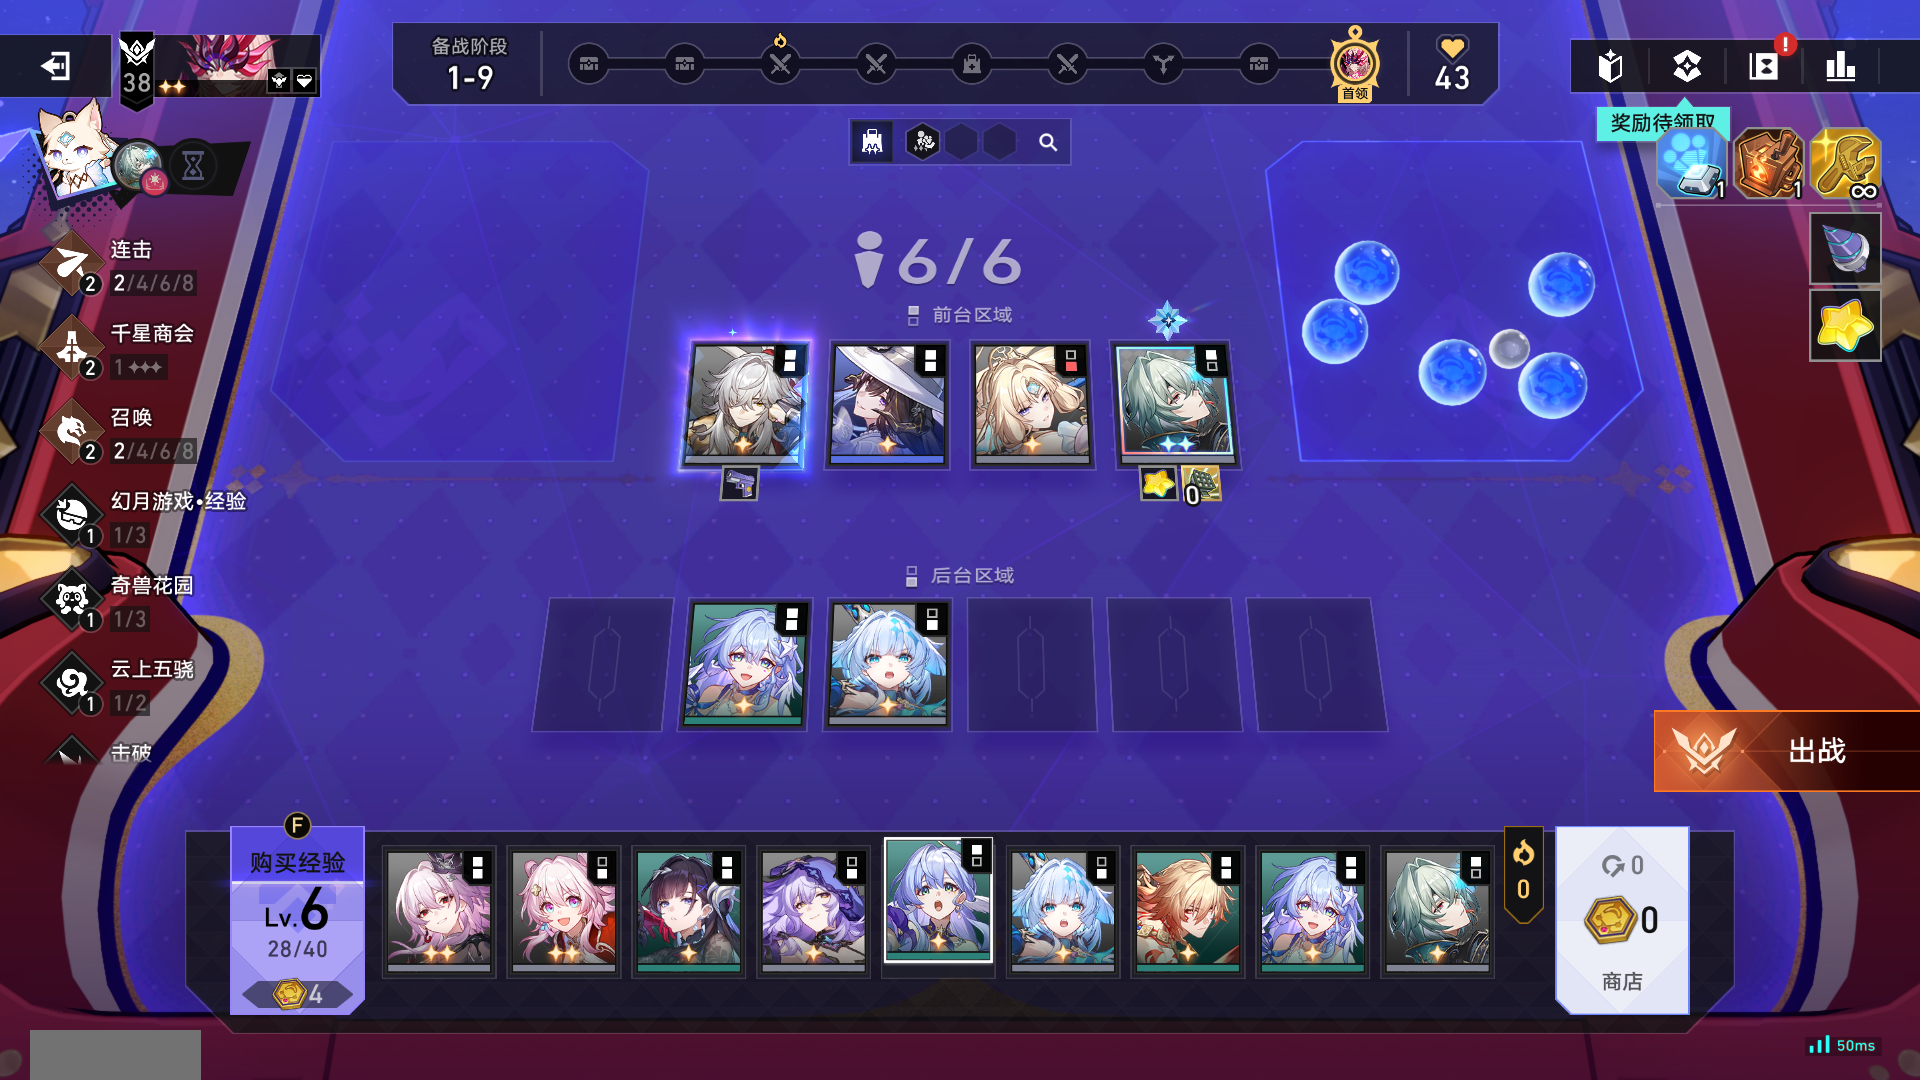 38
备战阶段
1-9
首领
43
奖励待领取
1
1
∞
6/6
前台区域
连击
2
2/4/6/8
千星商会
2
1
召唤
2
2/4/6/8
幻月游戏•经验
1
1/3
奇兽花园
1
1/3
云上五骁
1
1/2
击破
0
后台区域
出战
F
购买经验
Lv.6
28/40
4
0
0
0
商店
50ms